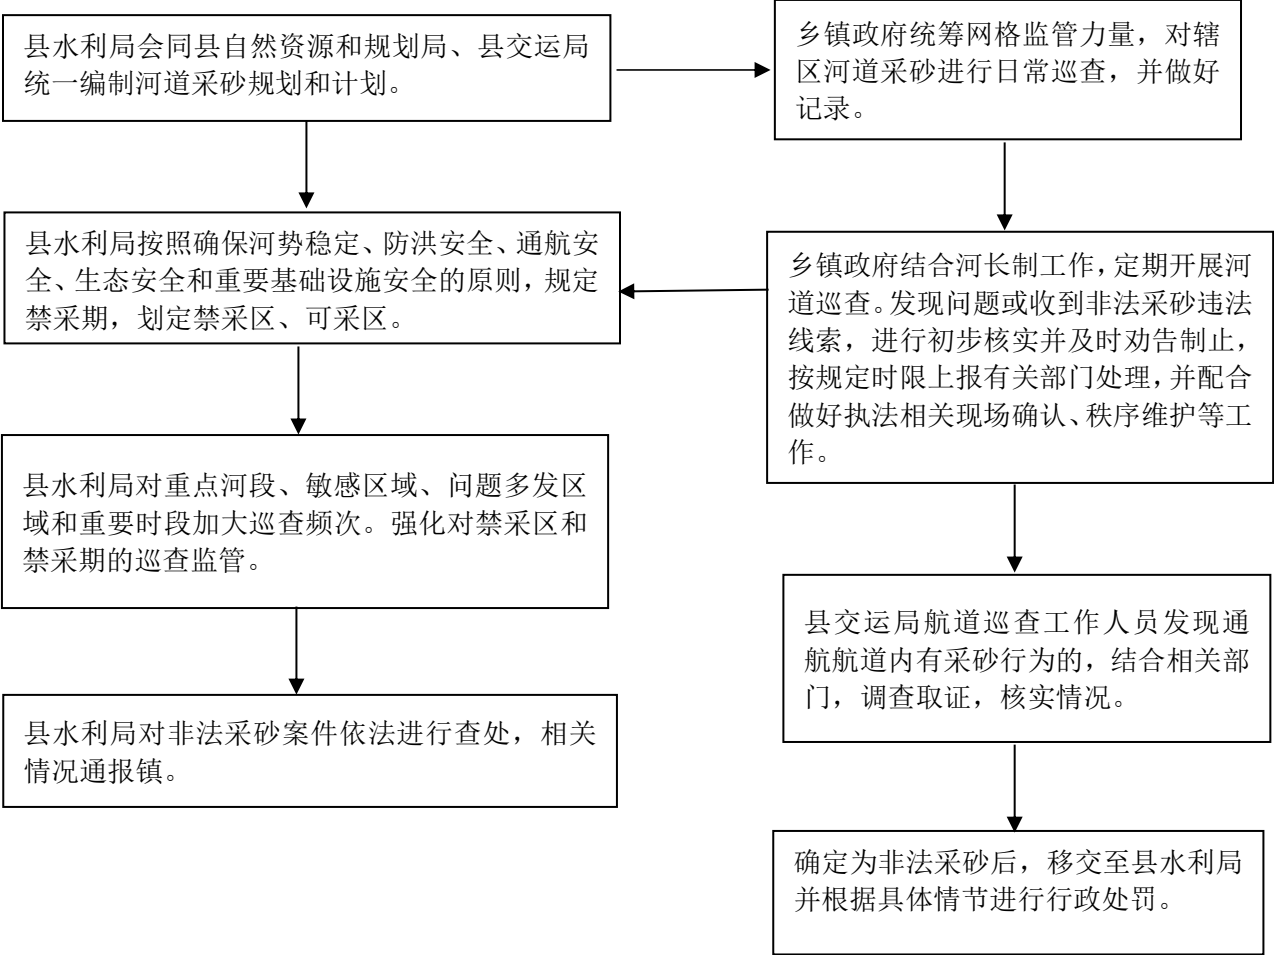 县水利局会同县自然资源和规划局、县交运局
统一编制河道采砂规划和计划。
乡镇政府统筹网格监管力量，对辖
区河道采砂进行日常巡查，并做好
记录。
县水利局按照确保河势稳定、防洪安全、通航安
全、生态安全和重要基础设施安全的原则，规定
禁采期，划定禁采区、可采区。
乡镇政府结合河长制工作，定期开展河
道巡查。发现问题或收到非法采砂违法
线索，进行初步核实并及时劝告制止，
按规定时限上报有关部门处理，并配合
做好执法相关现场确认、秩序维护等工
作。
县水利局对重点河段、敏感区域、问题多发区
域和重要时段加大巡查频次。强化对禁采区和
禁采期的巡查监管。
县交运局航道巡查工作人员发现通
航航道内有采砂行为的，结合相关部
门，调查取证，核实情况。
县水利局对非法采砂案件依法进行查处，相关
情况通报镇。
确定为非法采砂后，移交至县水利局
并根据具体情节进行行政处罚。